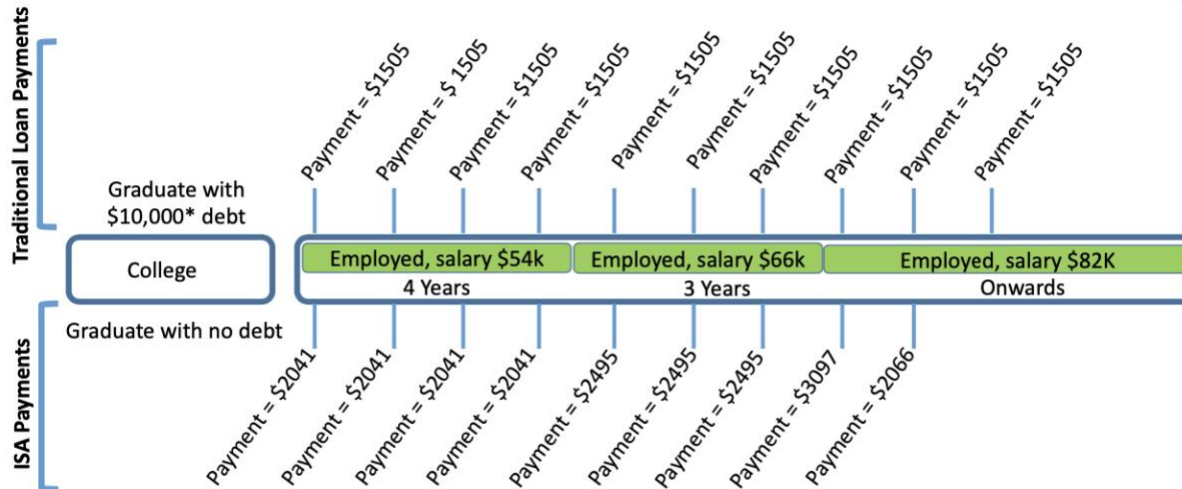 Traditional Loan Payments
Payment = $1505
Payment = $ 1505
Payment = $1505
Payment = $1505
Payment = $1505
Payment = $1505
Payment = $1505
Payment = $1505
Payment = $1505
Payment = $1505
Graduate with
$10,000* debt
College
Employed, salary $54k
Employed, salary $66k
Employed, salary $82K
4 Years
3 Years
Onwards
Graduate with no debt
ISA Payments
Payment = $2041
Payment = $2041
Payment = $2041
Payment = $2041
Payment = $2495
Payment = $2495
Payment = $2495
Payment = $3097
Payment = $2066